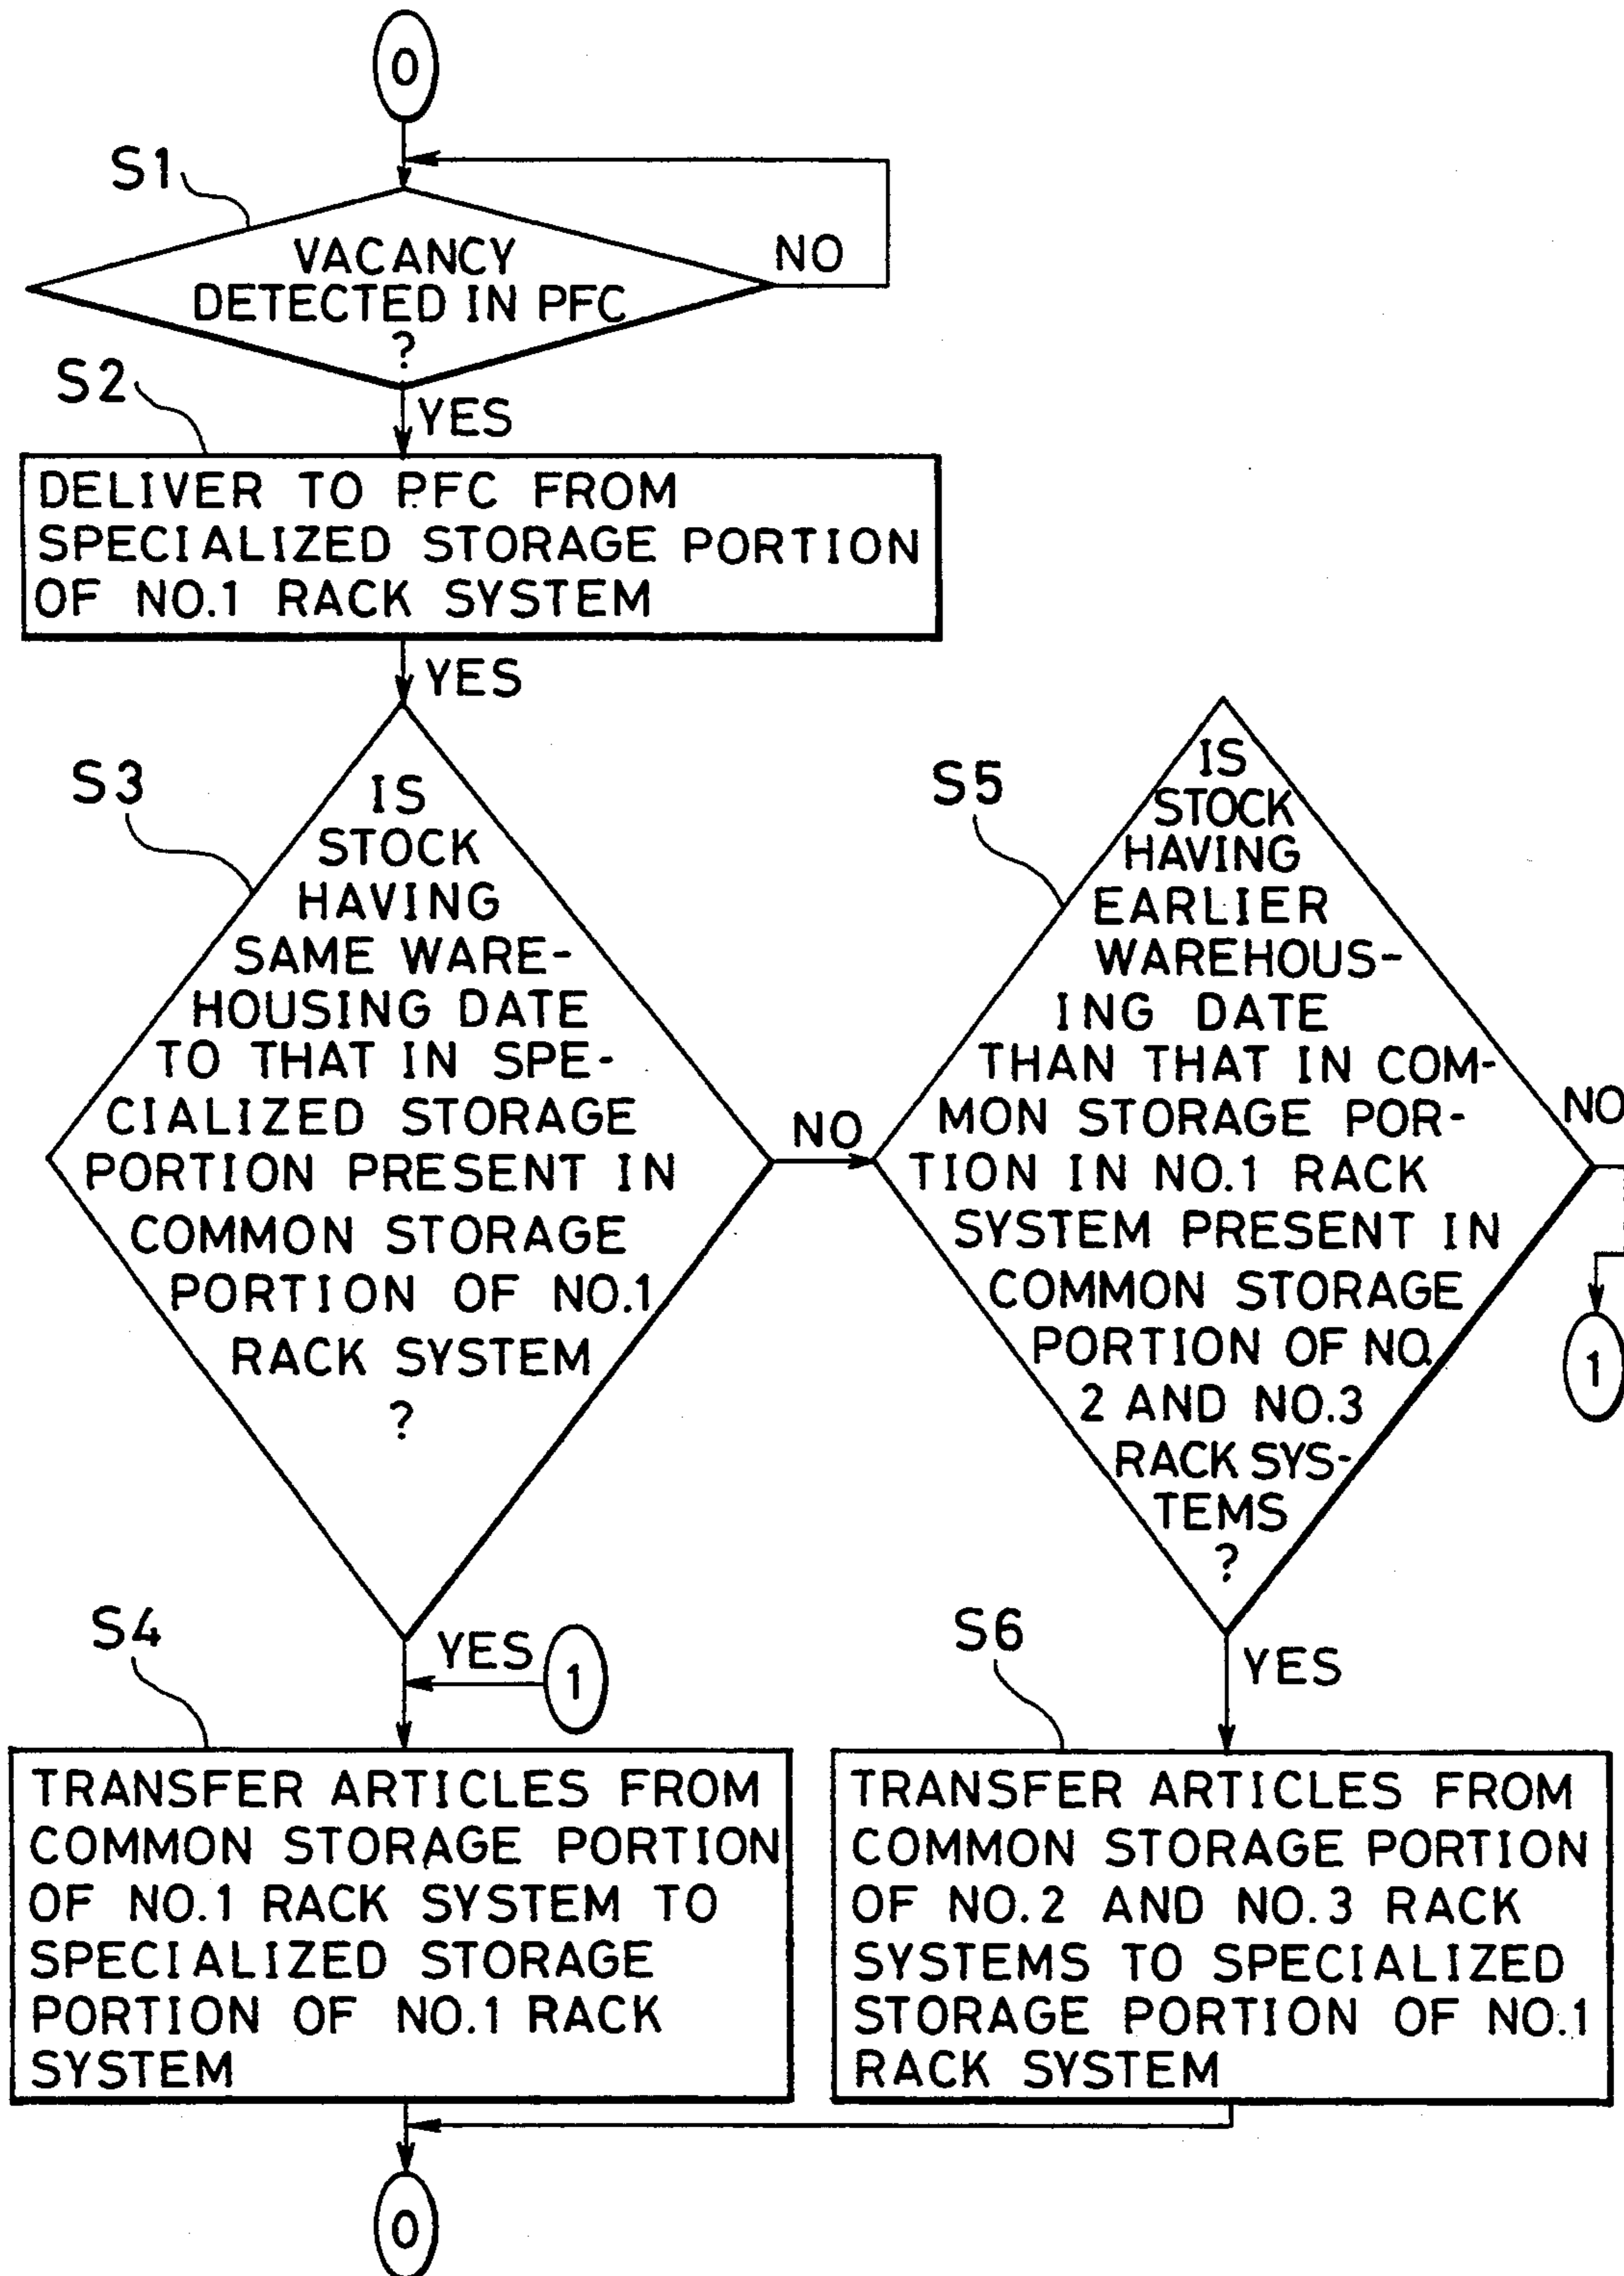 0
S1
VACANCY
DETECTED IN PFC
?
NO
YES
S2
DELIVER TO PFC FROM
SPECIALIZED STORAGE PORTION
OF NO.1 RACK SYSTEM
YES
S3
IS
STOCK
HAVING
SAME WARE-
HOUSING DATE
TO THAT IN SPE-
CIALIZED STORAGE
PORTION PRESENT IN
COMMON STORAGE
PORTION OF NO.1
RACK SYSTEM
?
NO
YES
1
S5
IS
STOCK
HAVING
EARLIER
WAREHOUS-
ING DATE
THAN THAT IN COM-
MON STORAGE POR-
TION IN NO.1 RACK
SYSTEM PRESENT IN
COMMON STORAGE
PORTION OF NO.
2 AND NO.3
RACK SYS-
TEMS
?
NO
1
YES
S4
TRANSFER ARTICLES FROM
COMMON STORAGE PORTION
OF NO.1 RACK SYSTEM TO
SPECIALIZED STORAGE
PORTION OF NO.1 RACK
SYSTEM
S6
TRANSFER ARTICLES FROM
COMMON STORAGE PORTION
OF NO.2 AND NO.3 RACK
SYSTEMS TO SPECIALIZED
STORAGE PORTION OF NO.1
RACK SYSTEM
0